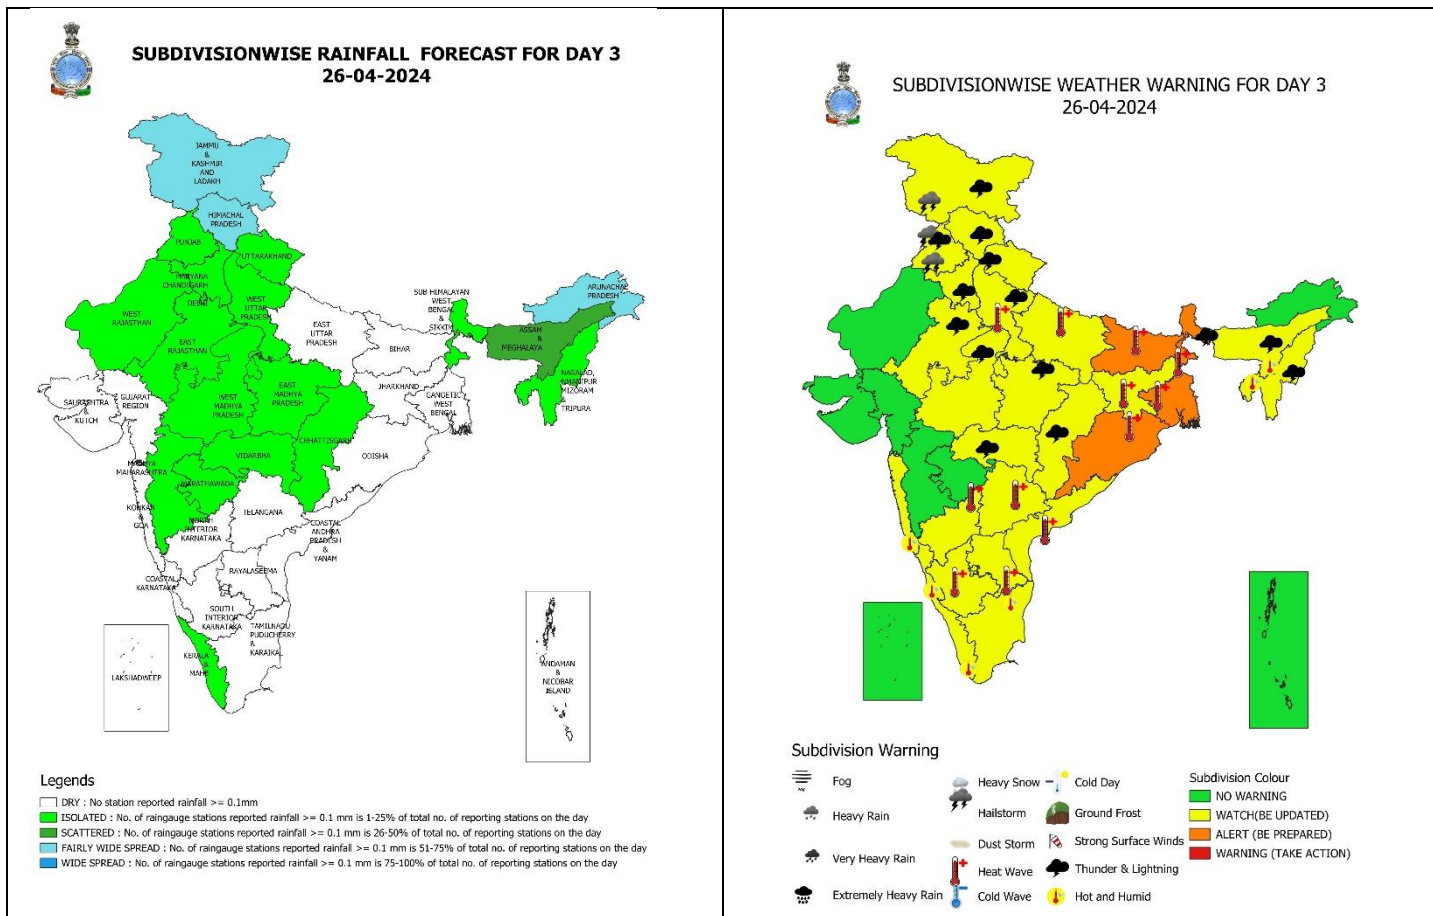 SUBDIVISIONWISE RAINFALL FORECAST FOR DAY 3
26-04-2024
JAMMU
&
KASHMIR
AND
LADAKH
HIMACHAL
PRADESH
PUNJAB
UTTARAKHAND
HARYANA
CHANDIGARH
DELHI
WEST
UTTAR
PRADESH
WEST
RAJASTHAN
EAST
RAJASTHAN
EAST
UTTAR
PRADESH
BIHAR
SUB-HIMALAYAN
WEST
BENGAL
&
SIKKIM
ARUNACHAL
PRADESH
ASSAM
&
MEGHALAYA
NAGALAD,
MANIPUR
MIZORAM
&
TRIPURA
JHARKHAND
GANGETIC
WEST
BENGAL
SAURASHTRA
&
KUTCH
GUJARAT
REGION
WEST
MADHYA
PRADESH
EAST
MADHYA
PRADESH
CHHATTISGARH
ODISHA
VIDARBHA
MADHYA
MAHARASHTRA
MARATHAWADA
KONKAN
&
GOA
NORTH
INTERIOR
KARNATAKA
TELANGANA
COASTAL
ANDHRA
PRADESH
&
YANAM
RAYALASEEMA
COASTAL
KARNATAKA
SOUTH
INTERIOR
KARNATAKA
TAMILNADU
PUDUCHERRY
&
KARAIKAL
KERALA
&
MAHE
LAKSHADWEEP
ANDAMAN
&
NICOBAR
ISLAND
Legends
DRY : No station reported rainfall >= 0.1mm
ISOLATED : No. of raingauge stations reported rainfall >= 0.1 mm is 1-25% of total no. of reporting stations on the day
SCATTERED : No. of raingauge stations reported rainfall >= 0.1 mm is 26-50% of total no. of reporting stations on the day
FAIRLY WIDE SPREAD : No. of raingauge stations reported rainfall >= 0.1 mm is 51-75% of total no. of reporting stations on the day
WIDE SPREAD : No. of raingauge stations reported rainfall >= 0.1 mm is 75-100% of total no. of reporting stations on the day
SUBDIVISIONWISE WEATHER WARNING FOR DAY 3
26-04-2024
Subdivision Warning
Fog
Heavy Rain
Very Heavy Rain
Extremely Heavy Rain
Heavy Snow
Hailstorm
Dust Storm
Heat Wave
Cold Wave
Cold Day
Ground Frost
Strong Surface Winds
Thunder & Lightning
Hot and Humid
Subdivision Colour
NO WARNING
WATCH(BE UPDATED)
ALERT (BE PREPARED)
WARNING (TAKE ACTION)